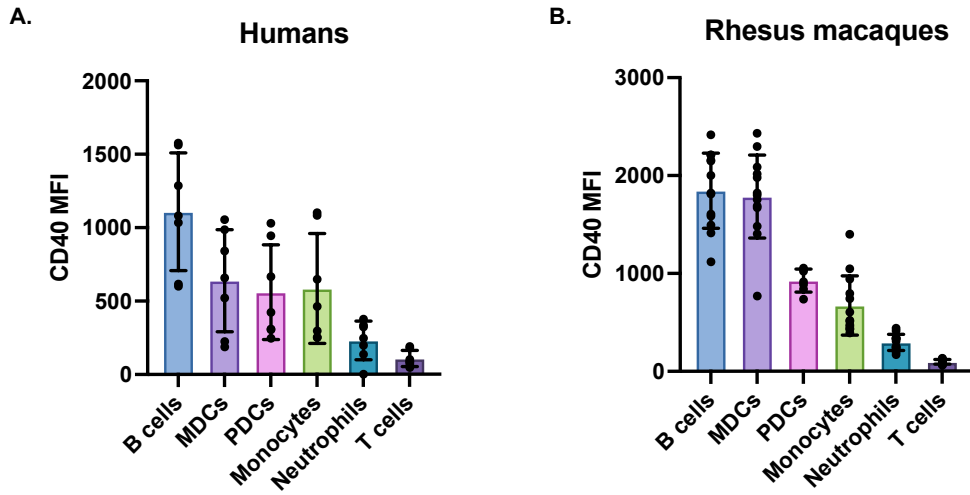 A.
Humans
CD40 MFI
2000
1500
1000
500
0
B cells
MDCs
PDCs
Monocytes
Neutrophils
T cells
B.
Rhesus macaques
CD40 MFI
3000
2000
1000
0
B cells
MDCs
PDCs
Monocytes
Neutrophils
T cells